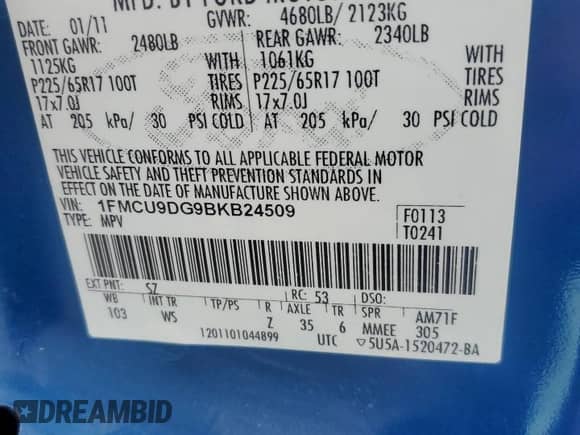 MFD. BY FORD MOTOR
DATE: 01/11 GVWR: 4680LB/ 2123KG
FRONT GAWR: 2480LB REAR GAWR: 2340LB
1125KG WITH 1061KG WITH
P225/65R17 100T TIRES P225/65R17 100T TIRES
17x7.0J RIMS 17x7.0J RIMS
AT 205 kPa/ 30 PSI COLD AT 205 kPa/ 30 PSI COLD
THIS VEHICLE CONFORMS TO ALL APPLICABLE FEDERAL MOTOR
VEHICLE SAFETY AND THEFT PREVENTION STANDARDS IN
EFFECT ON THE DATE OF MANUFACTURE SHOWN ABOVE.
VIN: 1FMCU9DG9BKB24509 F0113
TYPE: MPV T0241
EXT PNT: SZ RC: 53 DSO:
WB INT TR TP/PS R AXLE TR SPR AM71F
103 WS Z 35 6 MMEE 305
1201101044899 UTC 5U5A-1520472-BA
DREAMBID